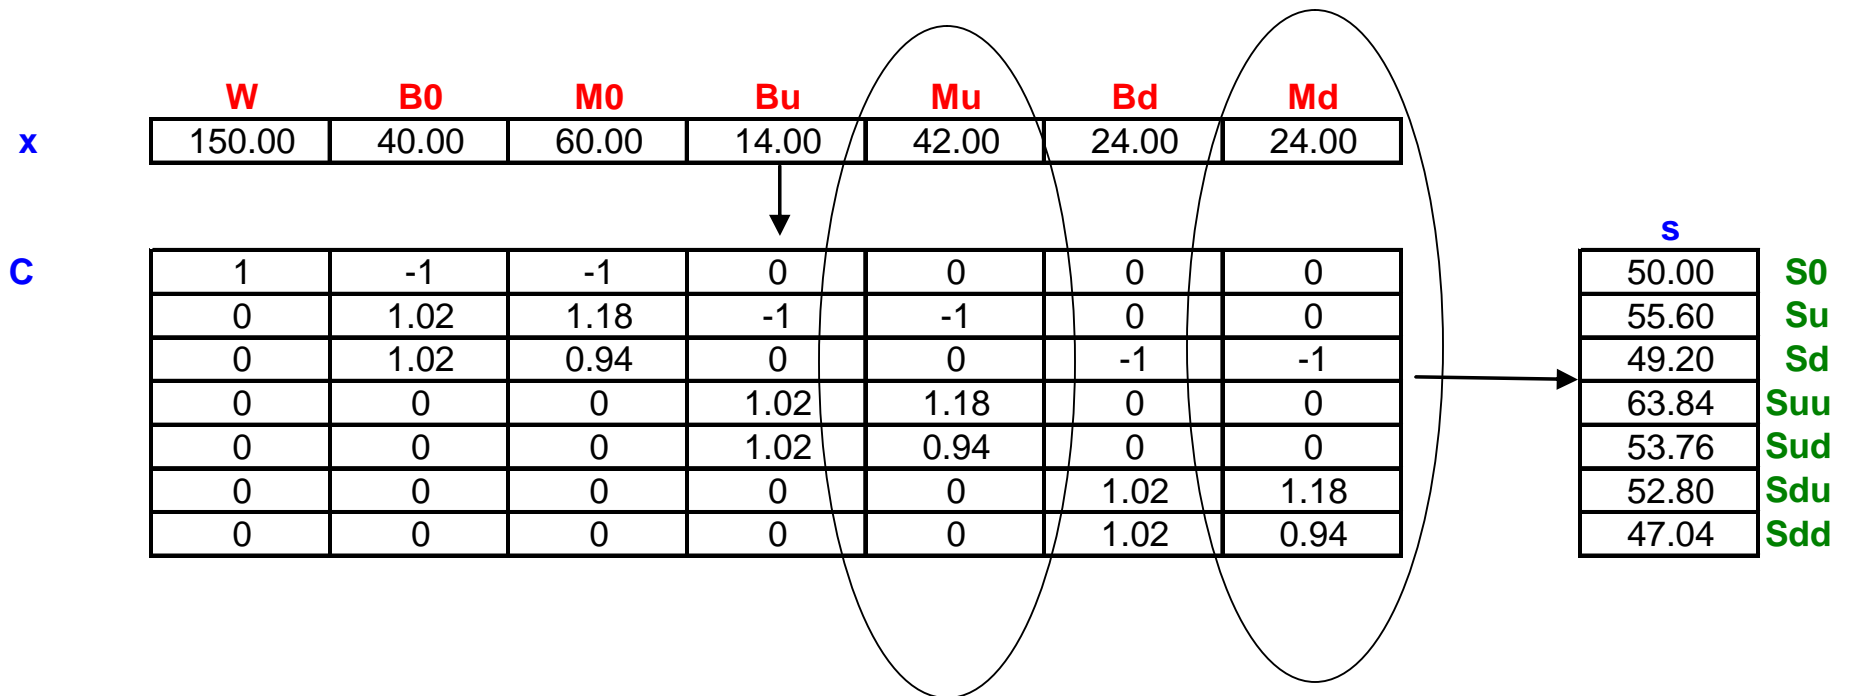 W B0 M0 Bu Mu Bd Md
x 150.00 40.00 60.00 14.00 42.00 24.00 24.00
s
C 1 -1 -1 0 0 0 0 50.00 S0
0 1.02 1.18 -1 -1 0 0 55.60 Su
0 1.02 0.94 0 0 -1 -1 49.20 Sd
0 0 0 1.02 1.18 0 0 63.84 Suu
0 0 0 1.02 0.94 0 0 53.76 Sud
0 0 0 0 0 1.02 1.18 52.80 Sdu
0 0 0 0 0 1.02 0.94 47.04 Sdd